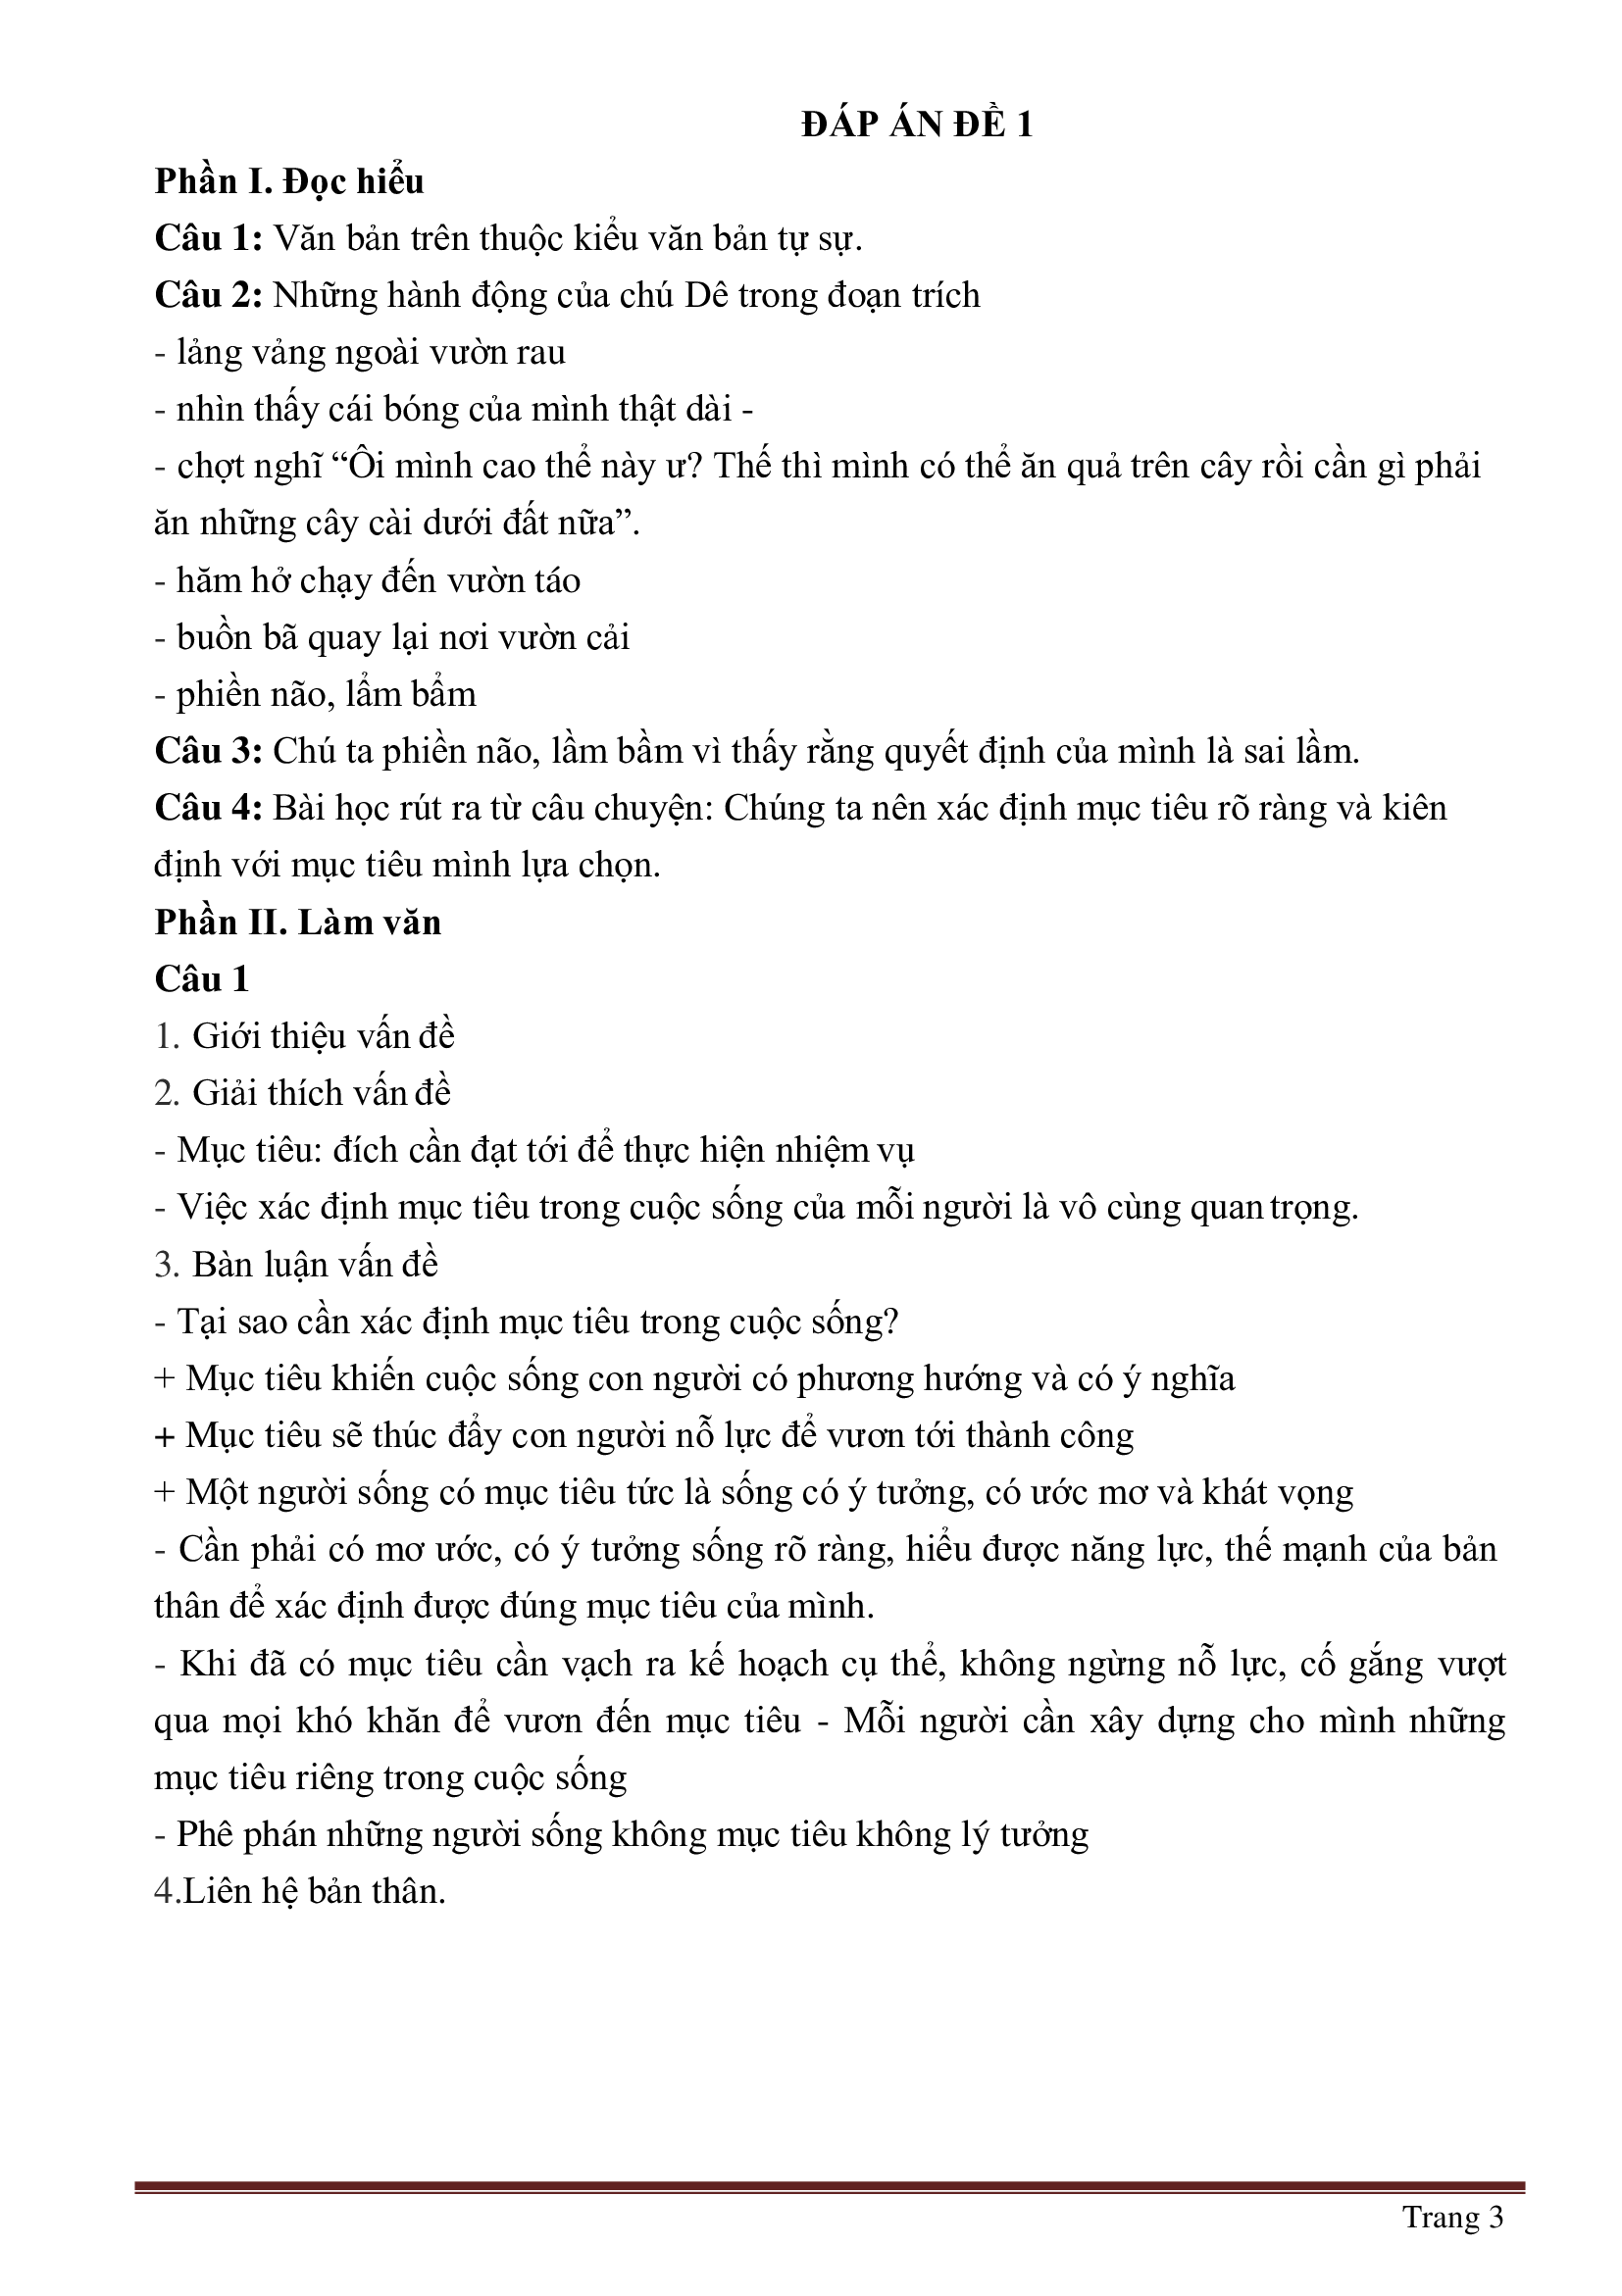 ĐÁP ÁN ĐỀ 1
Phần I. Đọc hiểu
Câu 1: Văn bản trên thuộc kiểu văn bản tự sự.
Câu 2: Những hành động của chú Dê trong đoạn trích
- lảng vảng ngoài vườn rau
- nhìn thấy cái bóng của mình thật dài -
- chợt nghĩ “Ôi mình cao thể này ư? Thế thì mình có thể ăn quả trên cây rồi cần gì phải
ăn những cây cài dưới đất nữa”.
- hăm hở chạy đến vườn táo
- buồn bã quay lại nơi vườn cải
- phiền não, lẩm bẩm
Câu 3: Chú ta phiền não, lầm bầm vì thấy rằng quyết định của mình là sai lầm.
Câu 4: Bài học rút ra từ câu chuyện: Chúng ta nên xác định mục tiêu rõ ràng và kiên
định với mục tiêu mình lựa chọn.
Phần II. Làm văn
Câu 1
1. Giới thiệu vấn đề
2. Giải thích vấn đề
- Mục tiêu: đích cần đạt tới để thực hiện nhiệm vụ
- Việc xác định mục tiêu trong cuộc sống của mỗi người là vô cùng quan trọng.
3. Bàn luận vấn đề
- Tại sao cần xác định mục tiêu trong cuộc sống?
+ Mục tiêu khiến cuộc sống con người có phương hướng và có ý nghĩa
+ Mục tiêu sẽ thúc đẩy con người nỗ lực để vươn tới thành công
+ Một người sống có mục tiêu tức là sống có ý tưởng, có ước mơ và khát vọng
- Cần phải có mơ ước, có ý tưởng sống rõ ràng, hiểu được năng lực, thế mạnh của bản
thân để xác định được đúng mục tiêu của mình.
- Khi đã có mục tiêu cần vạch ra kế hoạch cụ thể, không ngừng nỗ lực, cố gắng vượt
qua mọi khó khăn để vươn đến mục tiêu - Mỗi người cần xây dựng cho mình những
mục tiêu riêng trong cuộc sống
- Phê phán những người sống không mục tiêu không lý tưởng
4.Liên hệ bản thân.
Trang 3